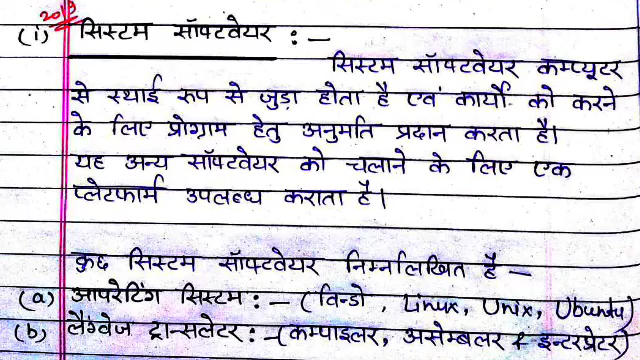 2019
(i) सिस्टम सॉफ्टवेयर : –
सिस्टम सॉफ्टवेयर कम्प्यूटर
से स्थाई रूप से जुड़ा होता है एवं कार्यो को करने
के लिए प्रोग्राम हेतु अनुमति प्रदान करता है।
यह अन्य सॉफ्टवेयर को चलाने के लिए एक
प्लेटफार्म उपलब्ध कराता है।
कुछ सिस्टम सॉफ्टवेयर निम्नलिखित है –
(a) आपरेटिंग सिस्टम : – (विन्डो, Linux, Unix, Ubuntu)
(b) लैंग्वेज ट्रान्सलेटर : – (कम्पाइलर, असेम्बलर & इन्टरप्रेटर)